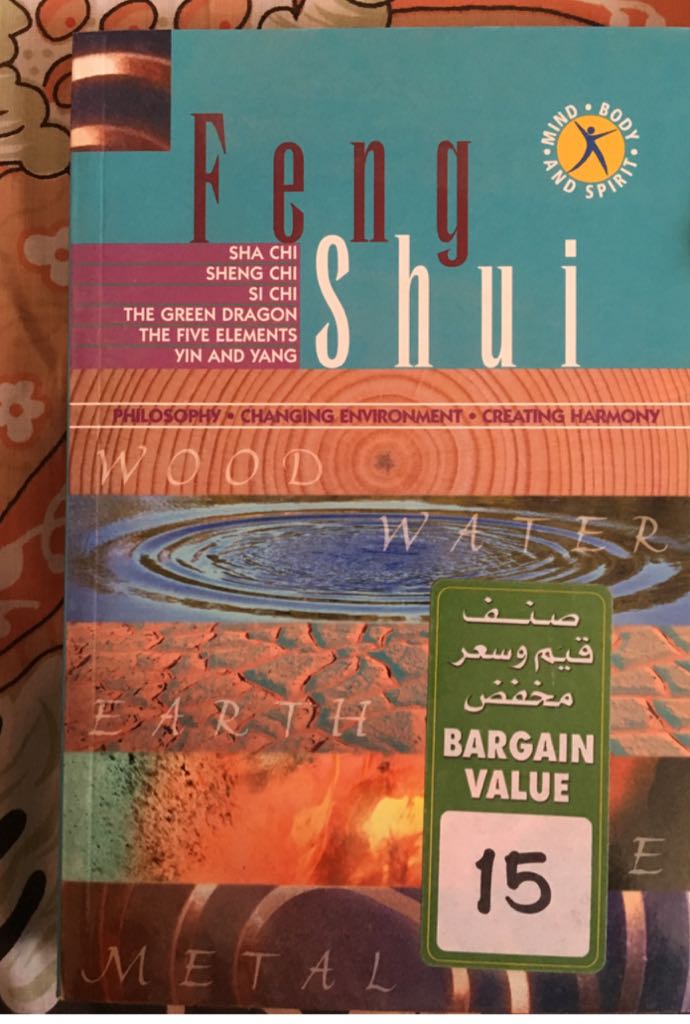 Feng
Shui
MIND • BODY • AND SPIRIT •
SHA CHI
SHENG CHI
SI CHI
THE GREEN DRAGON
THE FIVE ELEMENTS
YIN AND YANG
PHILOSOPHY • CHANGING ENVIRONMENT • CREATING HARMONY
WOOD
WATER
EARTH
E
METAL
صنف
قيم وسعر
مخفض
BARGAIN
VALUE
15